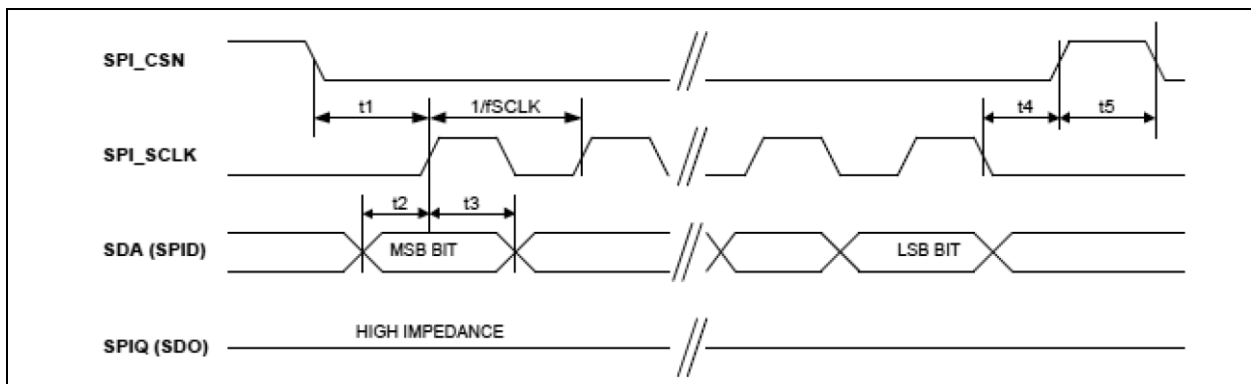 SPI_CSN
t1
1/fSCLK
t4
t5
SPI_SCLK
t2
t3
SDA (SPID)
MSB BIT
LSB BIT
HIGH IMPEDANCE
SPIQ (SDO)